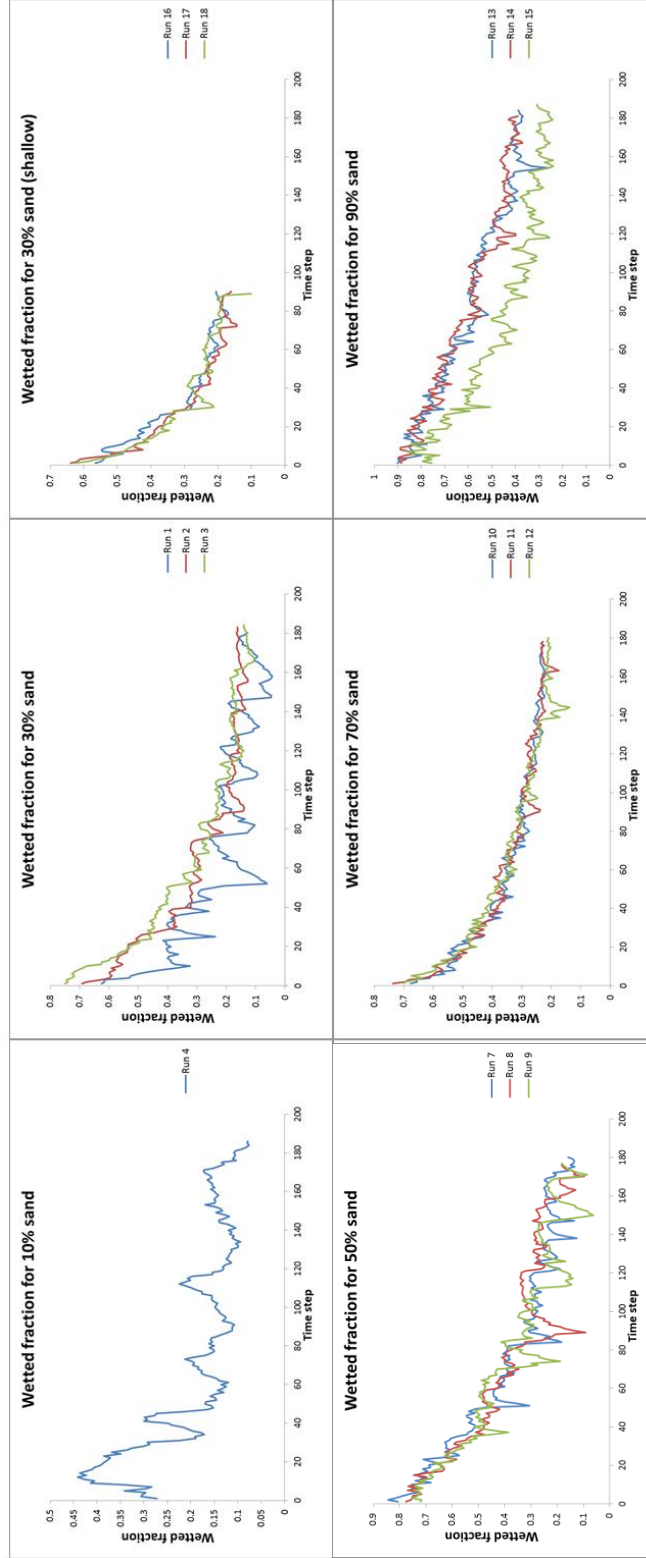 Wetted fraction for 10% sand
0.45
0.4
0.35
0.3
0.25
0.2
0.15
0.1
0.05
0
Wetted fraction
0 20 40 60 80 100 120 140 160 180 200
Time step
Run 4
Wetted fraction for 30% sand
0.8
0.7
0.6
0.5
0.4
0.3
0.2
0.1
0
Wetted fraction
0 20 40 60 80 100 120 140 160 180 200
Time step
Run 1
Run 2
Run 3
Wetted fraction for 30% sand (shallow)
0.7
0.6
0.5
0.4
0.3
0.2
0.1
0
Wetted fraction
0 20 40 60 80 100 120 140 160 180 200
Time step
Run 16
Run 17
Run 18
Wetted fraction for 50% sand
0.9
0.8
0.7
0.6
0.5
0.4
0.3
0.2
0.1
0
Wetted fraction
0 20 40 60 80 100 120 140 160 180 200
Time step
Run 7
Run 8
Run 9
Wetted fraction for 70% sand
0.8
0.7
0.6
0.5
0.4
0.3
0.2
0.1
0
Wetted fraction
0 20 40 60 80 100 120 140 160 180 200
Time step
Run 10
Run 11
Run 12
Wetted fraction for 90% sand
1
0.9
0.8
0.7
0.6
0.5
0.4
0.3
0.2
0.1
0
Wetted fraction
0 20 40 60 80 100 120 140 160 180 200
Time step
Run 13
Run 14
Run 15